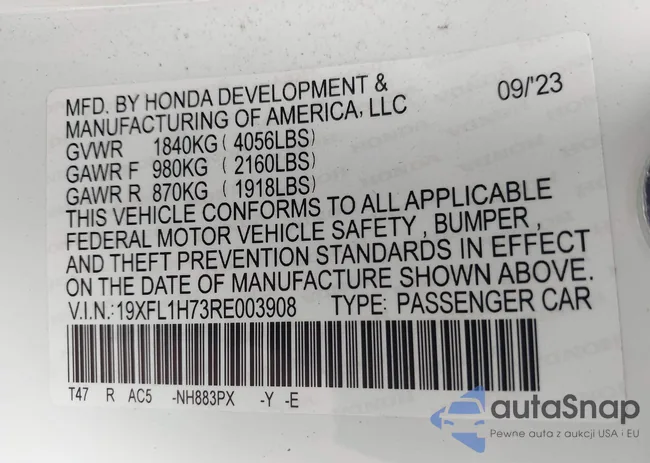 MFD. BY HONDA DEVELOPMENT & 09/'23
MANUFACTURING OF AMERICA, LLC
GVWR 1840KG ( 4056LBS)
GAWR F 980KG ( 2160LBS)
GAWR R 870KG ( 1918LBS)
THIS VEHICLE CONFORMS TO ALL APPLICABLE
FEDERAL MOTOR VEHICLE SAFETY , BUMPER ,
AND THEFT PREVENTION STANDARDS IN EFFECT
ON THE DATE OF MANUFACTURE SHOWN ABOVE.
V.I.N.:19XFL1H73RE003908 TYPE: PASSENGER CAR
T47 R AC5 -NH883PX -Y -E
autaSnap
Pewne auta z aukcji USA i EU